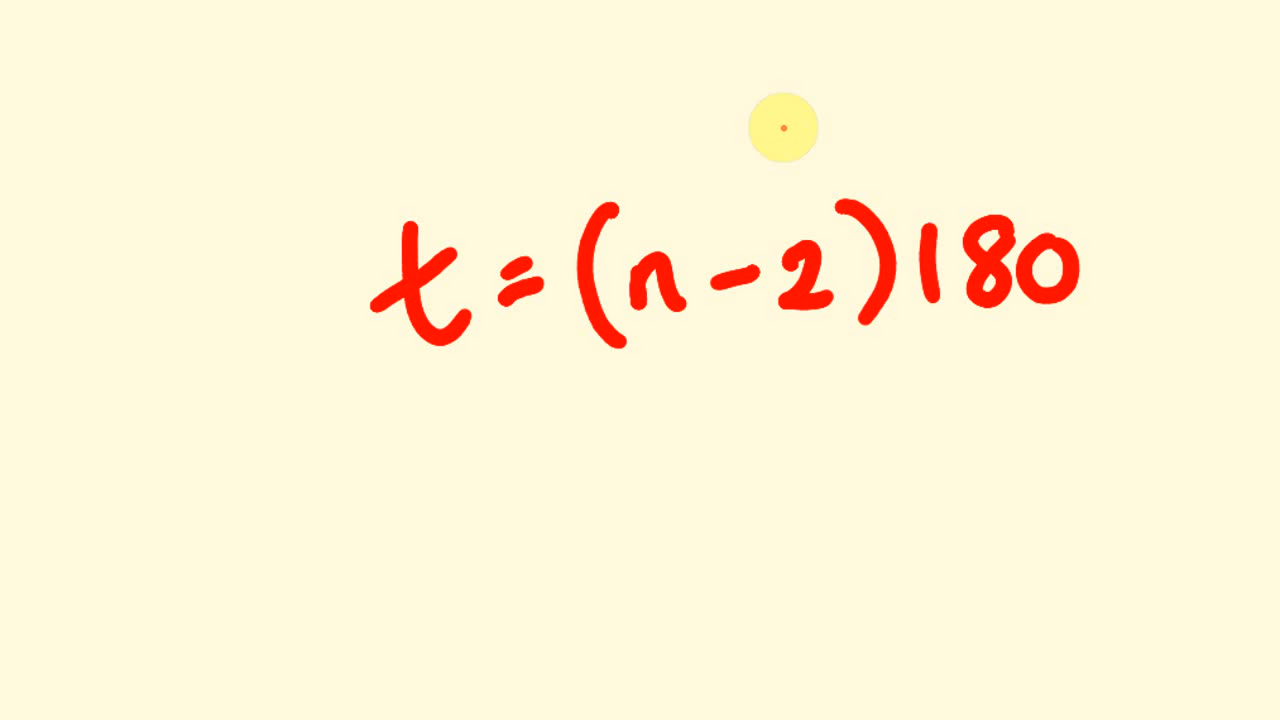 t = (n - 2) 180